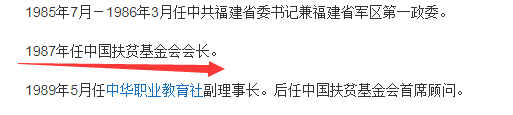 1985年7月－1986年3月任中共福建省委书记兼福建省军区第一政委。
1987年任中国扶贫基金会会长。
1989年5月任中华职业教育社副理事长。后任中国扶贫基金会首席顾问。